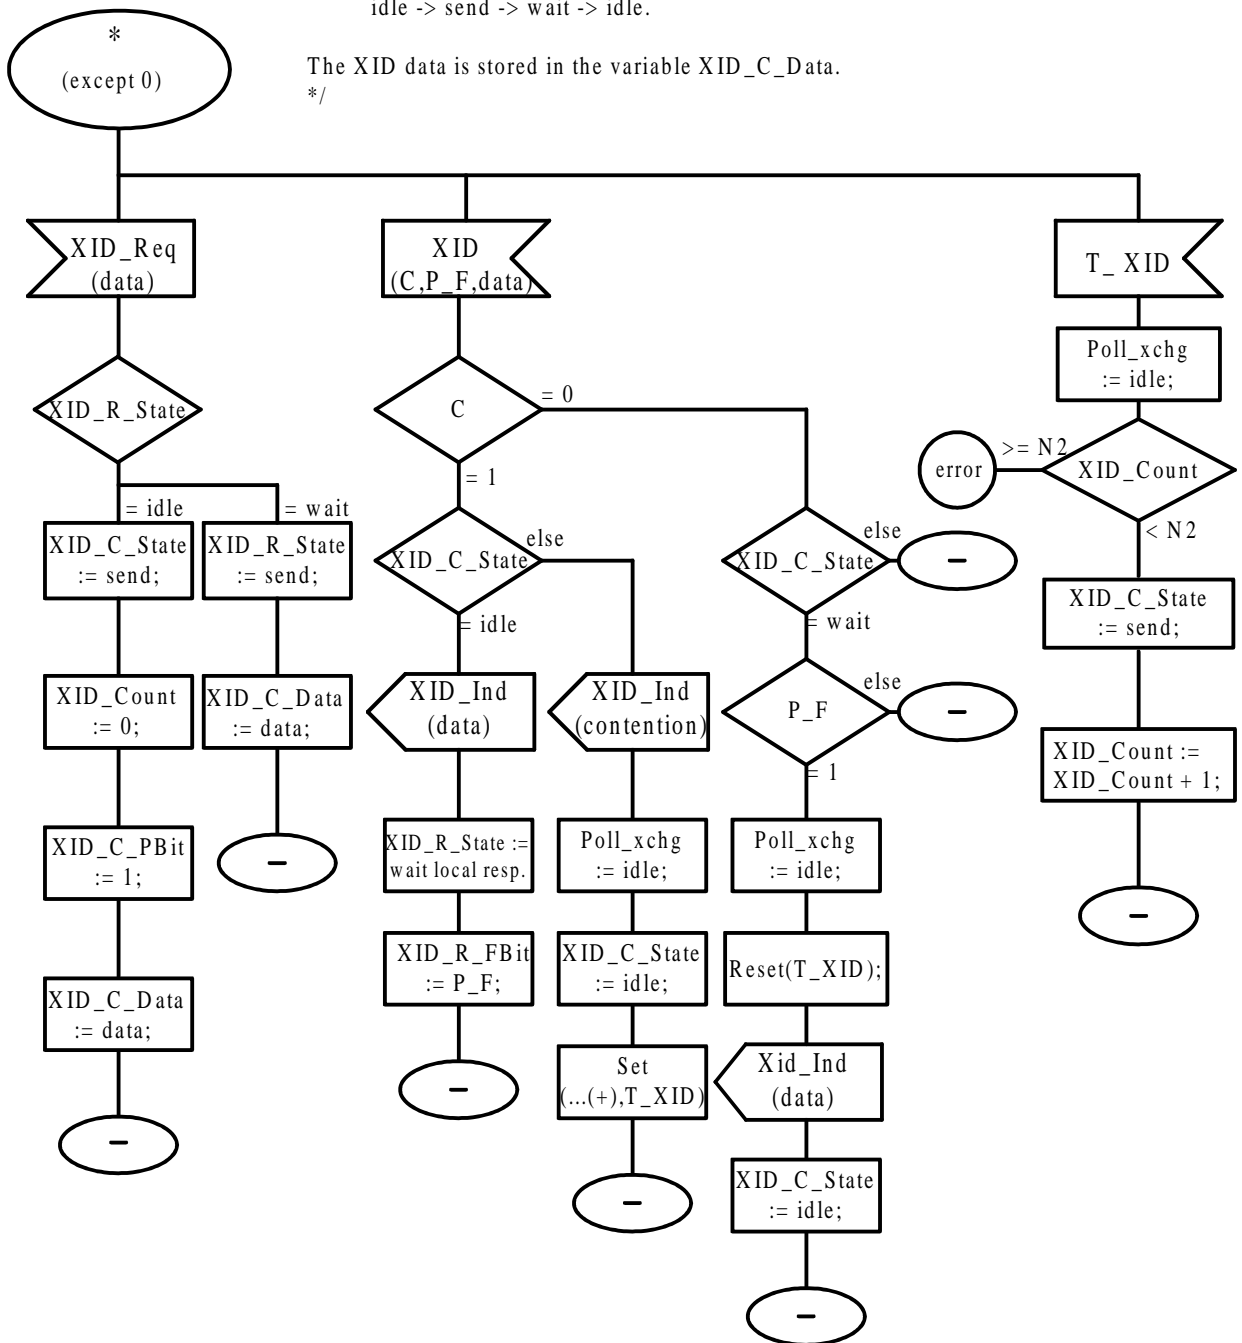 idle -> send -> wait -> idle.
The XID data is stored in the variable XID_C_Data.
*/
*
(except 0)
XID_Req
(data)
XID_R_State
= idle
= wait
XID_C_State
:= send;
XID_R_State
:= send;
XID_Count
:= 0;
XID_C_Data
:= data;
XID_C_PBit
:= 1;
–
XID_C_Data
:= data;
–
XID
(C,P_F,data)
C
= 0
= 1
XID_C_State
else
= idle
XID_Ind
(data)
XID_Ind
(contention)
XID_R_State :=
wait local resp.
XID_R_FBit
:= P_F;
–
Poll_xchg
:= idle;
XID_C_State
:= idle;
Set
(...(+),T_XID)
–
XID_C_State
else
–
= wait
P_F
else
–
= 1
Poll_xchg
:= idle;
Reset(T_XID);
Xid_Ind
(data)
XID_C_State
:= idle;
–
T_ XID
Poll_xchg
:= idle;
XID_Count
>= N2
error
< N2
XID_C_State
:= send;
XID_Count :=
XID_Count + 1;
–